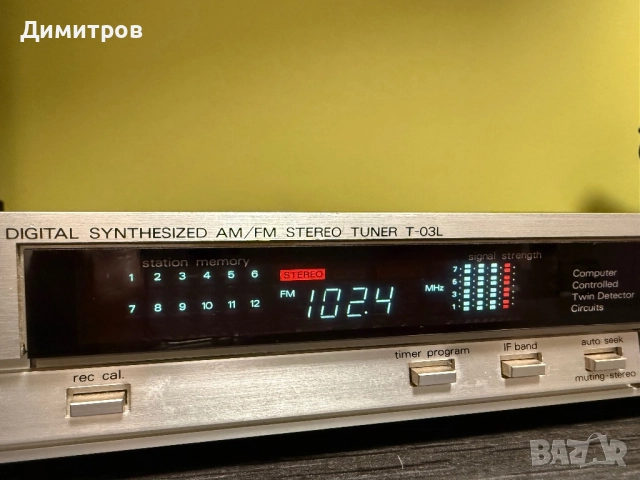 Димитров
DIGITAL SYNTHESIZED AM/FM STEREO TUNER T-03L
station memory
1 2 3 4 5 6
7 8 9 10 11 12
STEREO
FM 102.4 MHz
signal strength
7
5
3
1
Computer
Controlled
Twin Detector
Circuits
rec cal.
timer program
IF band
auto seek
muting-stereo
BAZAR